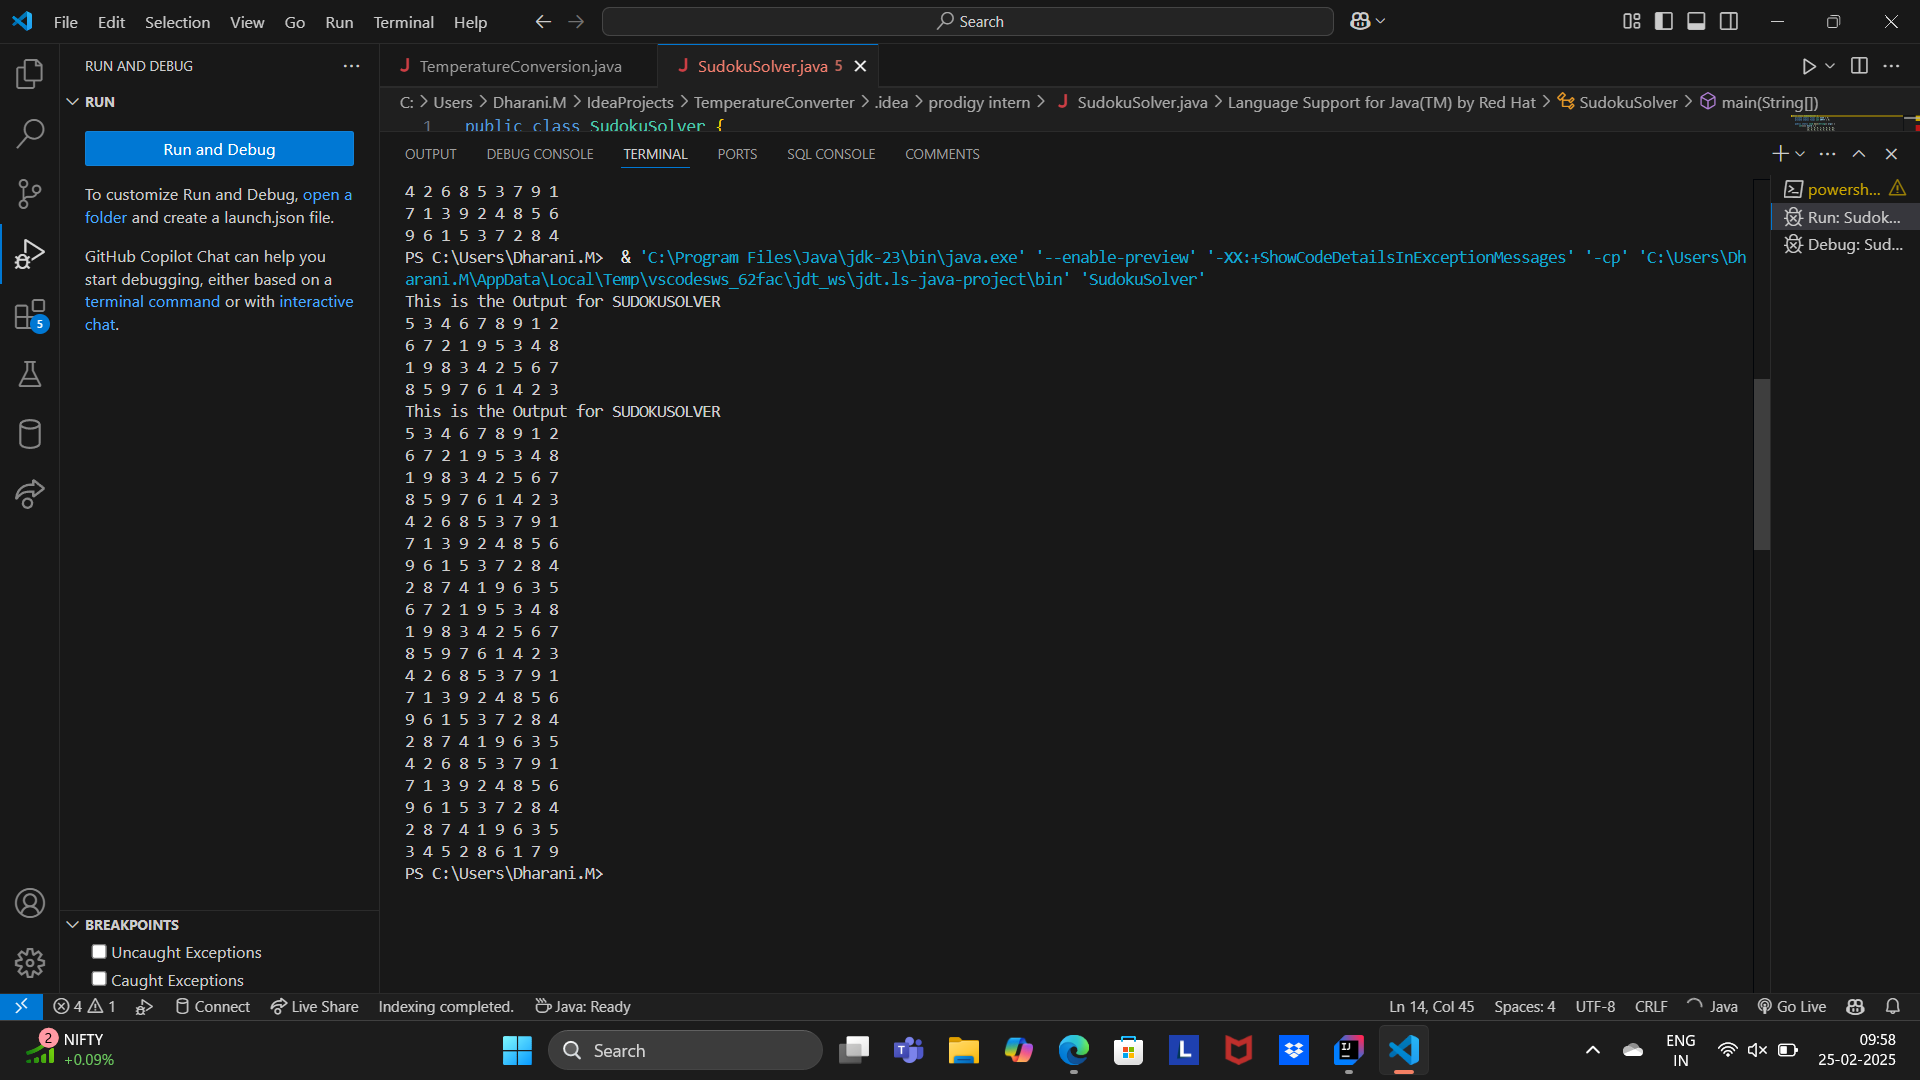 File Edit Selection View Go Run Terminal Help
Search
RUN AND DEBUG
RUN
Run and Debug
To customize Run and Debug, open a
folder and create a launch.json file.
GitHub Copilot Chat can help you
start debugging, either based on a
terminal command or with interactive
chat.
5
BREAKPOINTS
Uncaught Exceptions
Caught Exceptions
J TemperatureConversion.java
J SudokuSolver.java 5
C: > Users > Dharani.M > IdeaProjects > TemperatureConverter > .idea > prodigy intern > J SudokuSolver.java > Language Support for Java(TM) by Red Hat > SudokuSolver > main(String[])
1 public class SudokuSolver {
OUTPUT DEBUG CONSOLE TERMINAL PORTS SQL CONSOLE COMMENTS
4 2 6 8 5 3 7 9 1
7 1 3 9 2 4 8 5 6
9 6 1 5 3 7 2 8 4
PS C:\Users\Dharani.M>  & 'C:\Program Files\Java\jdk-23\bin\java.exe' '--enable-preview' '-XX:+ShowCodeDetailsInExceptionMessages' '-cp' 'C:\Users\Dh
arani.M\AppData\Local\Temp\vscodesws_62fac\jdt_ws\jdt.ls-java-project\bin' 'SudokuSolver'
This is the Output for SUDOKUSOLVER
5 3 4 6 7 8 9 1 2
6 7 2 1 9 5 3 4 8
1 9 8 3 4 2 5 6 7
8 5 9 7 6 1 4 2 3
This is the Output for SUDOKUSOLVER
5 3 4 6 7 8 9 1 2
6 7 2 1 9 5 3 4 8
1 9 8 3 4 2 5 6 7
8 5 9 7 6 1 4 2 3
4 2 6 8 5 3 7 9 1
7 1 3 9 2 4 8 5 6
9 6 1 5 3 7 2 8 4
2 8 7 4 1 9 6 3 5
6 7 2 1 9 5 3 4 8
1 9 8 3 4 2 5 6 7
8 5 9 7 6 1 4 2 3
4 2 6 8 5 3 7 9 1
7 1 3 9 2 4 8 5 6
9 6 1 5 3 7 2 8 4
2 8 7 4 1 9 6 3 5
4 2 6 8 5 3 7 9 1
7 1 3 9 2 4 8 5 6
9 6 1 5 3 7 2 8 4
2 8 7 4 1 9 6 3 5
3 4 5 2 8 6 1 7 9
PS C:\Users\Dharani.M>
powersh...
Run: Sudok...
Debug: Sud...
4 1 Connect Live Share Indexing completed. Java: Ready
Ln 14, Col 45 Spaces: 4 UTF-8 CRLF Java Go Live
2
NIFTY
+0.09%
Search
L
IJ
ENG
IN
09:58
25-02-2025